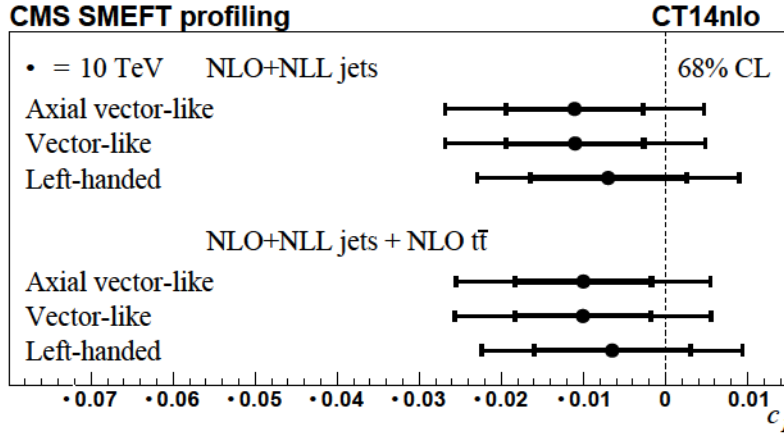 CMS SMEFT profiling CT14nlo
• = 10 TeV NLO+NLL jets 68% CL
Axial vector-like
Vector-like
Left-handed
NLO+NLL jets + NLO tt̄
Axial vector-like
Vector-like
Left-handed
•0.07 •0.06 •0.05 •0.04 •0.03 •0.02 •0.01 0 0.01
c